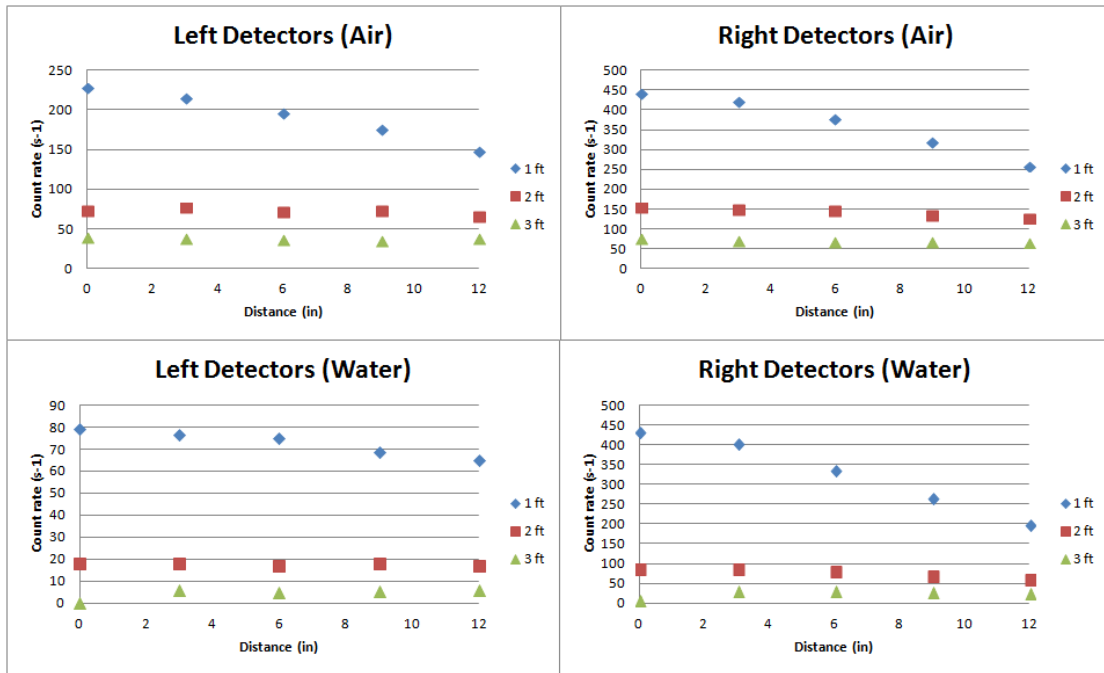 Left Detectors (Air)
250
200
150
100
50
0
Count rate (s-1)
0 2 4 6 8 10 12
Distance (in)
1 ft
2 ft
3 ft
Right Detectors (Air)
500
450
400
350
300
250
200
150
100
50
0
Count rate (s-1)
0 2 4 6 8 10 12
Distance (in)
1 ft
2 ft
3 ft
Left Detectors (Water)
90
80
70
60
50
40
30
20
10
0
Count rate (s-1)
0 2 4 6 8 10 12
Distance (in)
1 ft
2 ft
3 ft
Right Detectors (Water)
500
450
400
350
300
250
200
150
100
50
0
Count rate (s-1)
0 2 4 6 8 10 12
Distance (in)
1 ft
2 ft
3 ft